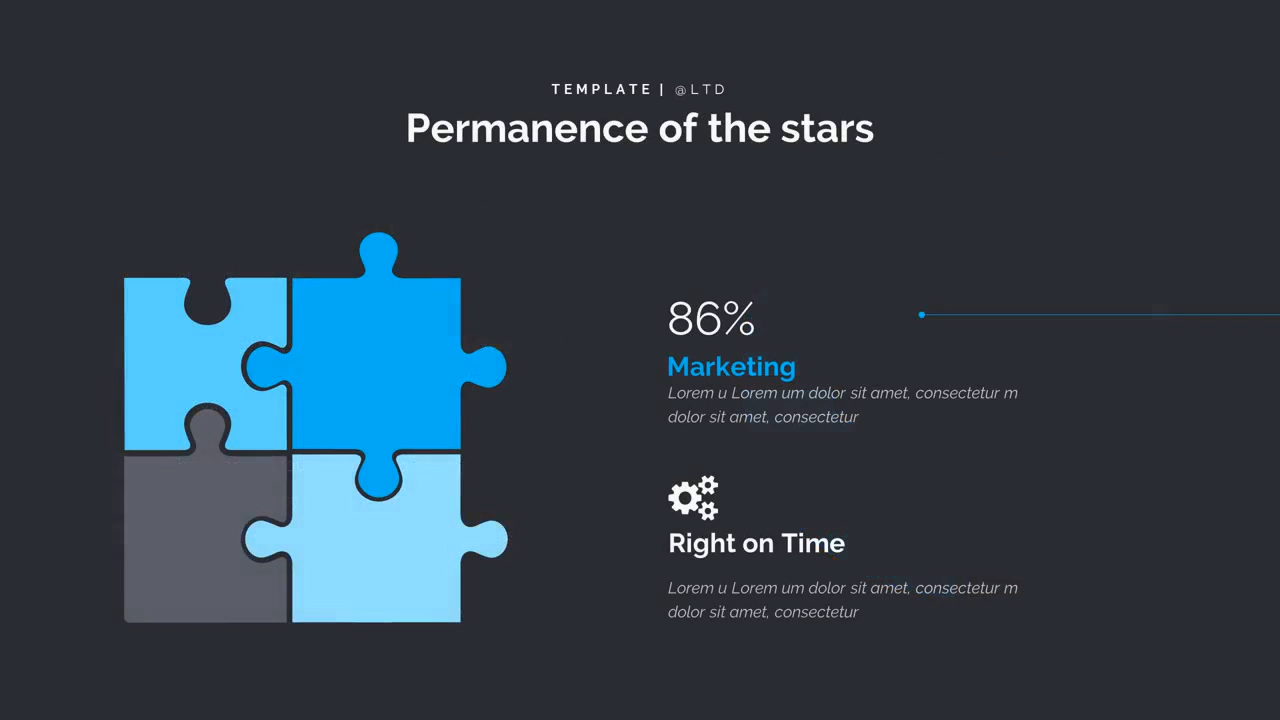 TEMPLATE | @LTD
Permanence of the stars
86%
Marketing
Lorem u Lorem um dolor sit amet, consectetur m
dolor sit amet, consectetur
Right on Time
Lorem u Lorem um dolor sit amet, consectetur m
dolor sit amet, consectetur